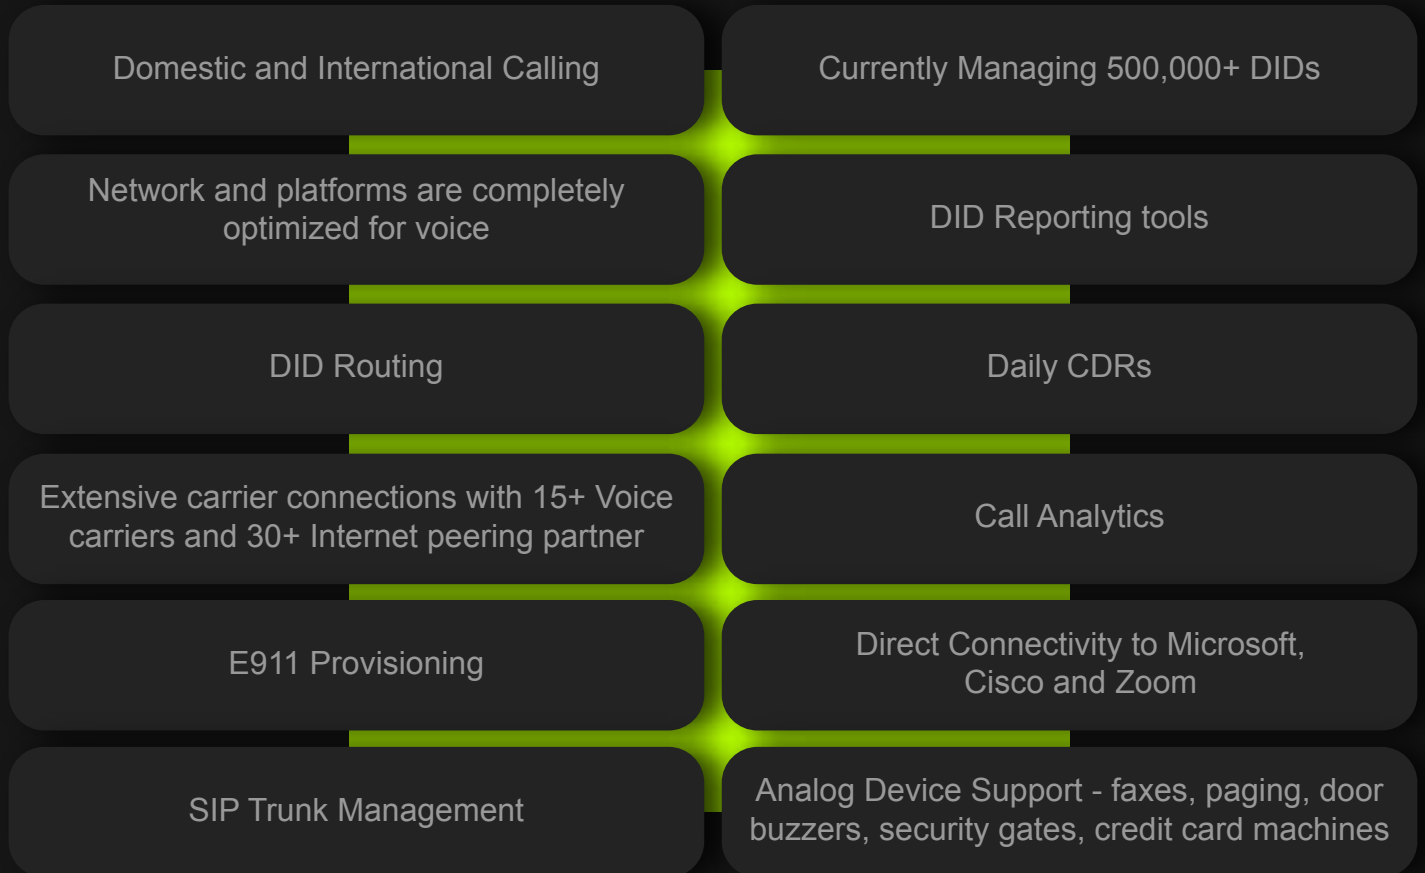 Domestic and International Calling
Currently Managing 500,000+ DIDs
Network and platforms are completely
optimized for voice
DID Reporting tools
DID Routing
Daily CDRs
Extensive carrier connections with 15+ Voice
carriers and 30+ Internet peering partner
Call Analytics
E911 Provisioning
Direct Connectivity to Microsoft,
Cisco and Zoom
SIP Trunk Management
Analog Device Support - faxes, paging, door
buzzers, security gates, credit card machines